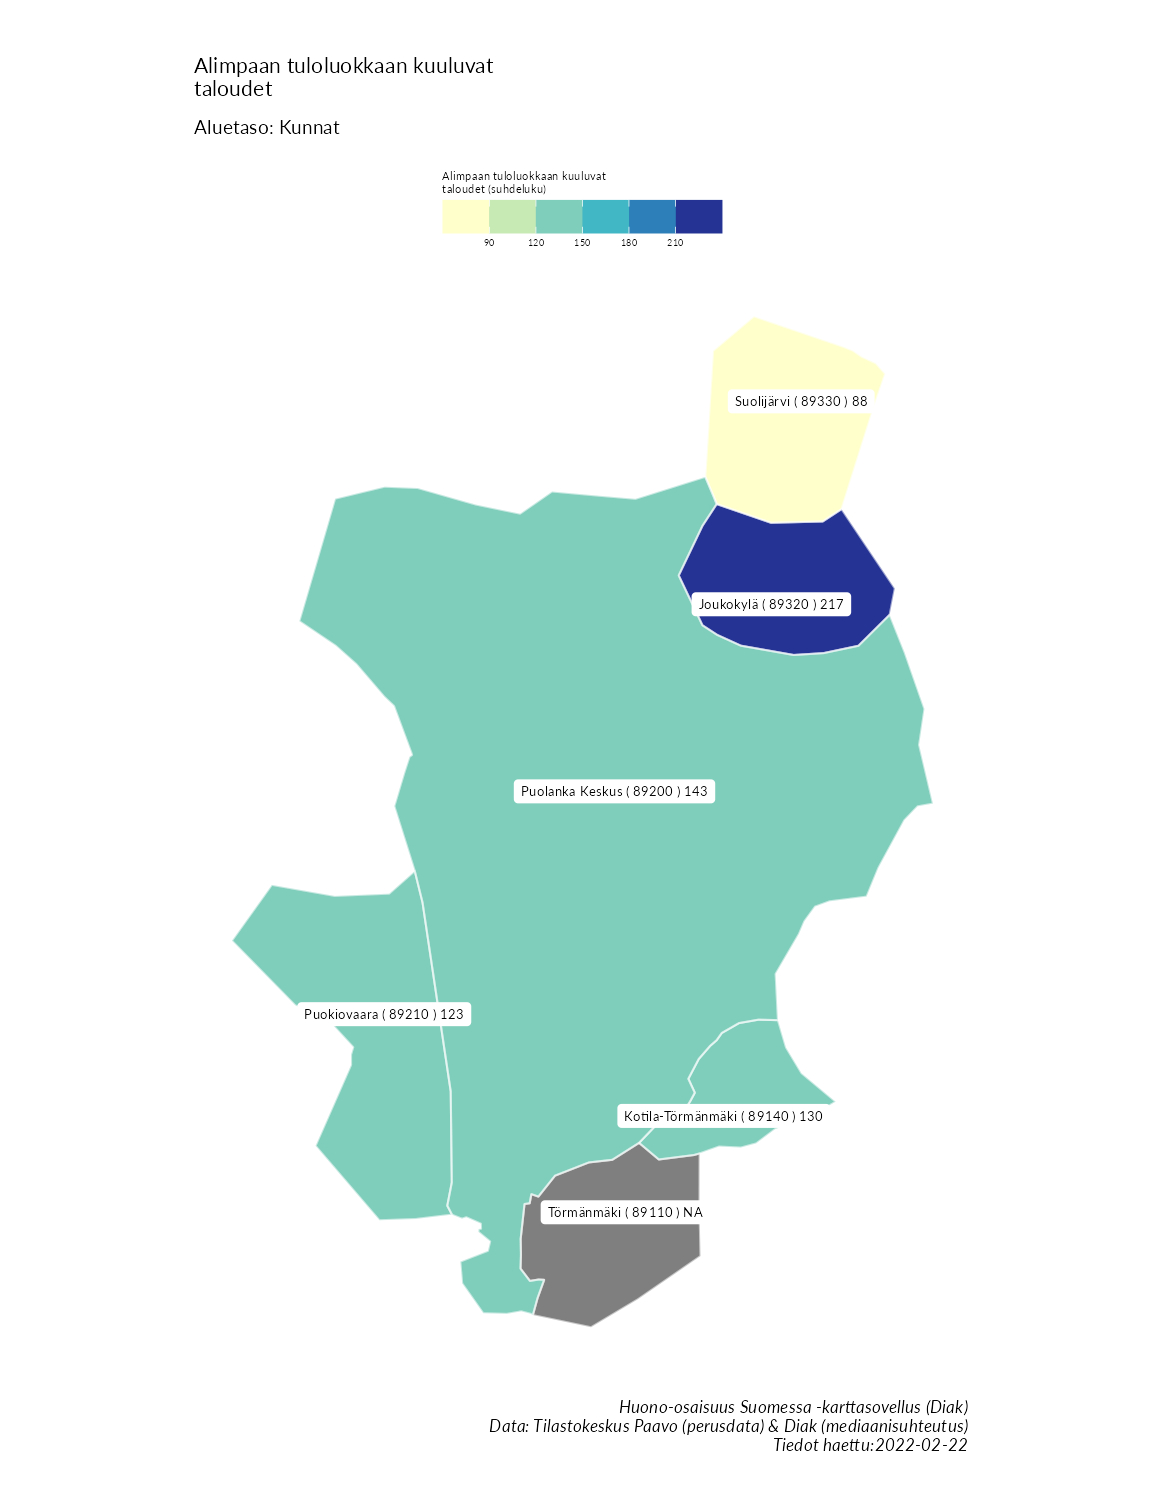 Alimpaan tuloluokkaan kuuluvat
taloudet
Aluetaso: Kunnat
Alimpaan tuloluokkaan kuuluvat
taloudet (suhdeluku)
90 120 150 180 210
Suolijärvi ( 89330 ) 88
Joukokylä ( 89320 ) 217
Puolanka Keskus ( 89200 ) 143
Puokiovaara ( 89210 ) 123
Kotila-Törmänmäki ( 89140 ) 130
Törmänmäki ( 89110 ) NA
Huono-osaisuus Suomessa -karttasovellus (Diak)
Data: Tilastokeskus Paavo (perusdata) & Diak (mediaanisuhteutus)
Tiedot haettu:2022-02-22